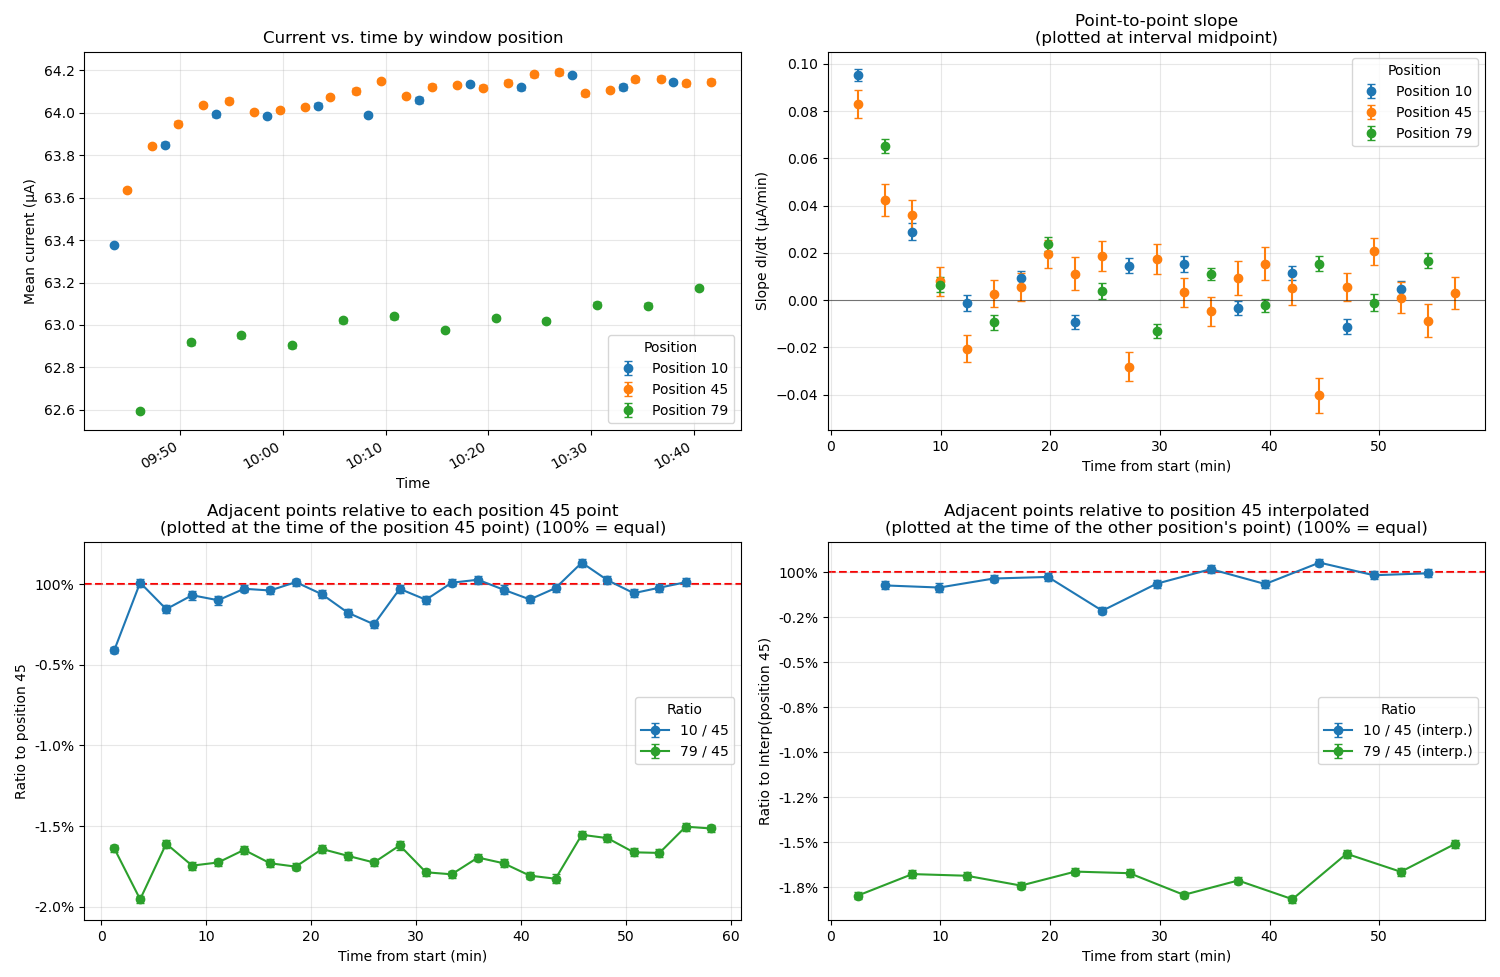 Current vs. time by window position
Mean current (µA)
64.2
64.0
63.8
63.6
63.4
63.2
63.0
62.8
62.6
09:50
10:00
10:10
10:20
10:30
10:40
Time
Position
Position 10
Position 45
Position 79
Point-to-point slope
(plotted at interval midpoint)
Slope dI/dt (µA/min)
0.10
0.08
0.06
0.04
0.02
0.00
−0.02
−0.04
0
10
20
30
40
50
Time from start (min)
Position
Position 10
Position 45
Position 79
Adjacent points relative to each position 45 point
(plotted at the time of the position 45 point) (100% = equal)
Ratio to position 45
100%
-0.5%
-1.0%
-1.5%
-2.0%
0
10
20
30
40
50
60
Time from start (min)
Ratio
10 / 45
79 / 45
Adjacent points relative to position 45 interpolated
(plotted at the time of the other position's point) (100% = equal)
Ratio to Interp(position 45)
100%
-0.2%
-0.5%
-0.8%
-1.0%
-1.2%
-1.5%
-1.8%
0
10
20
30
40
50
Time from start (min)
Ratio
10 / 45 (interp.)
79 / 45 (interp.)